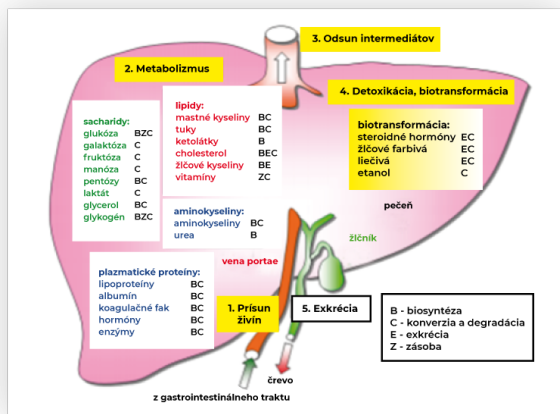 3. Odsun intermediátov
2. Metabolizmus
4. Detoxikácia, biotransformácia
sacharidy:
glukóza BZC
galaktóza C
fruktóza C
manóza C
pentózy BC
laktát C
glycerol BC
glykogén BZC
lipidy:
mastné kyseliny BC
tuky BC
ketolátky B
cholesterol BEC
žlčové kyseliny BE
vitamíny ZC
aminokyseliny:
aminokyseliny BC
urea B
biotransformácia:
steroidné hormóny EC
žlčové farbivá EC
liečivá EC
etanol C
pečeň
žlčník
vena portae
plazmatické proteíny:
lipoproteíny BC
albumín BC
koagulačné fak BC
hormóny BC
enzýmy BC
1. Prísun
živín
5. Exkrécia
B - biosyntéza
C - konverzia a degradácia
E - exkrécia
Z - zásoba
črevo
z gastrointestinálneho traktu